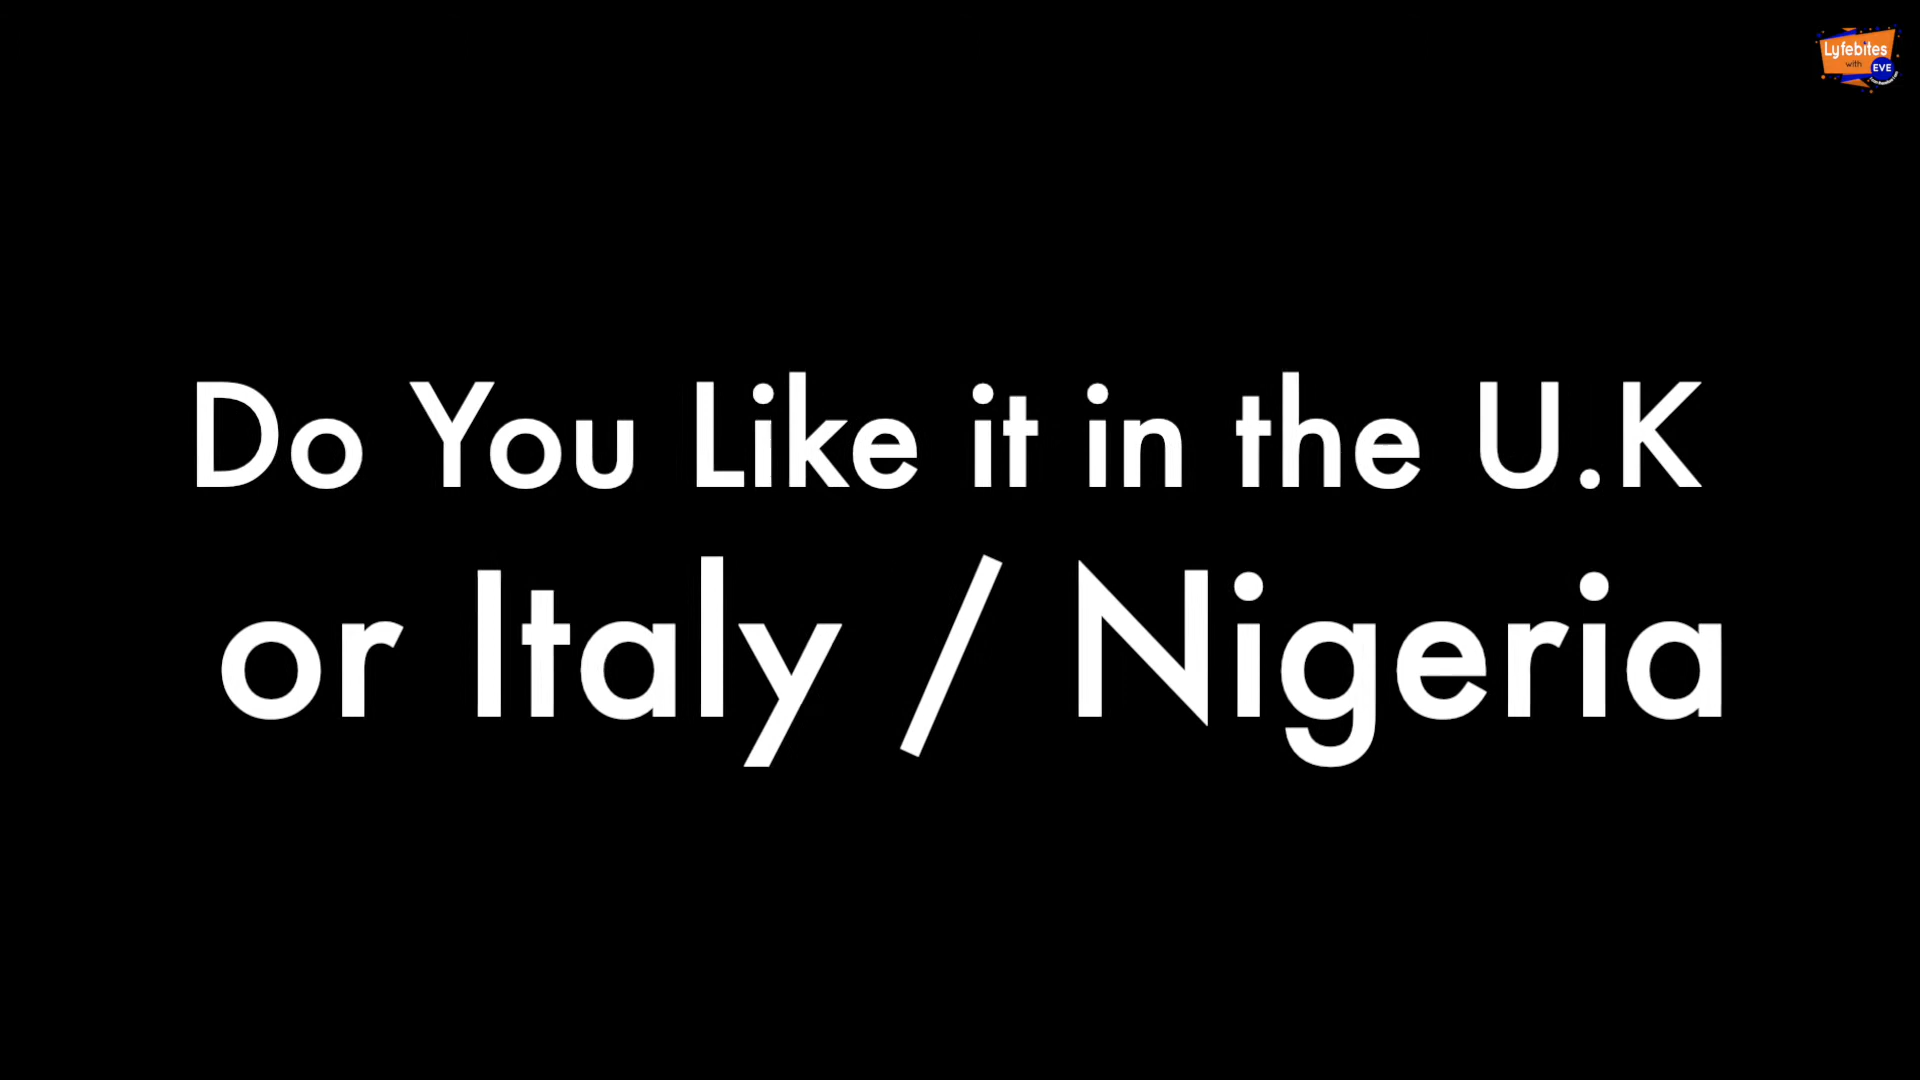 Lyfebites
with
EVE
Do You Like it in the U.K
or Italy / Nigeria